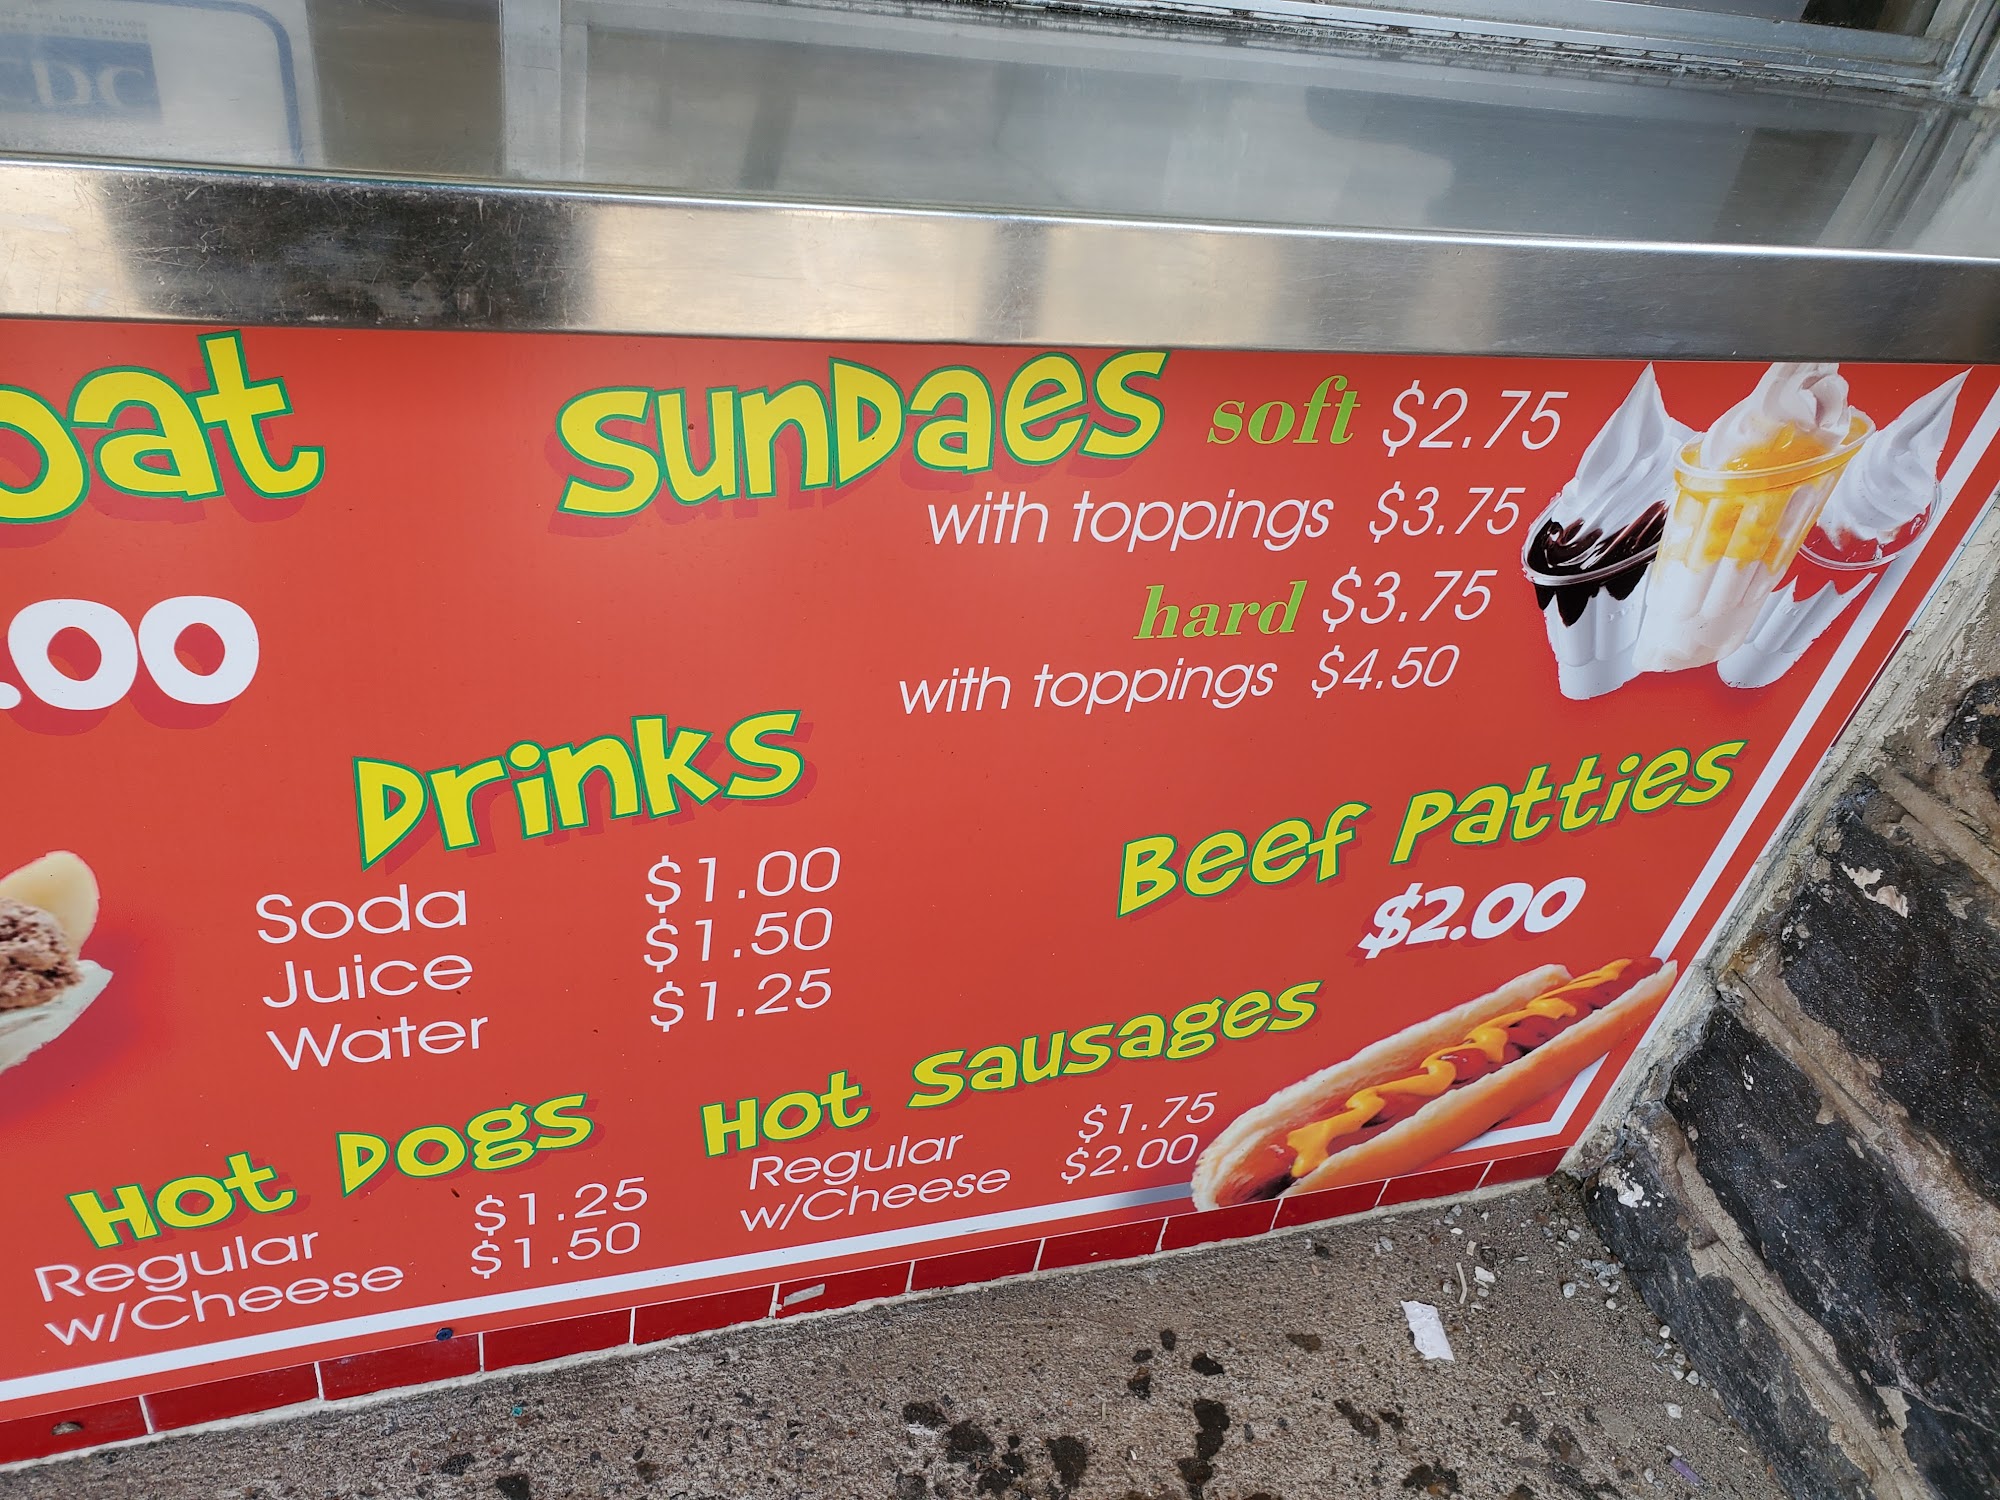 CDC
oat
.00
Sundaes soft $2.75
with toppings $3.75
hard $3.75
with toppings $4.50
Drinks
Soda $1.00
Juice $1.50
Water $1.25
Beef Patties
$2.00
Hot Dogs
Regular $1.25
w/Cheese $1.50
Hot Sausages
Regular $1.75
w/Cheese $2.00